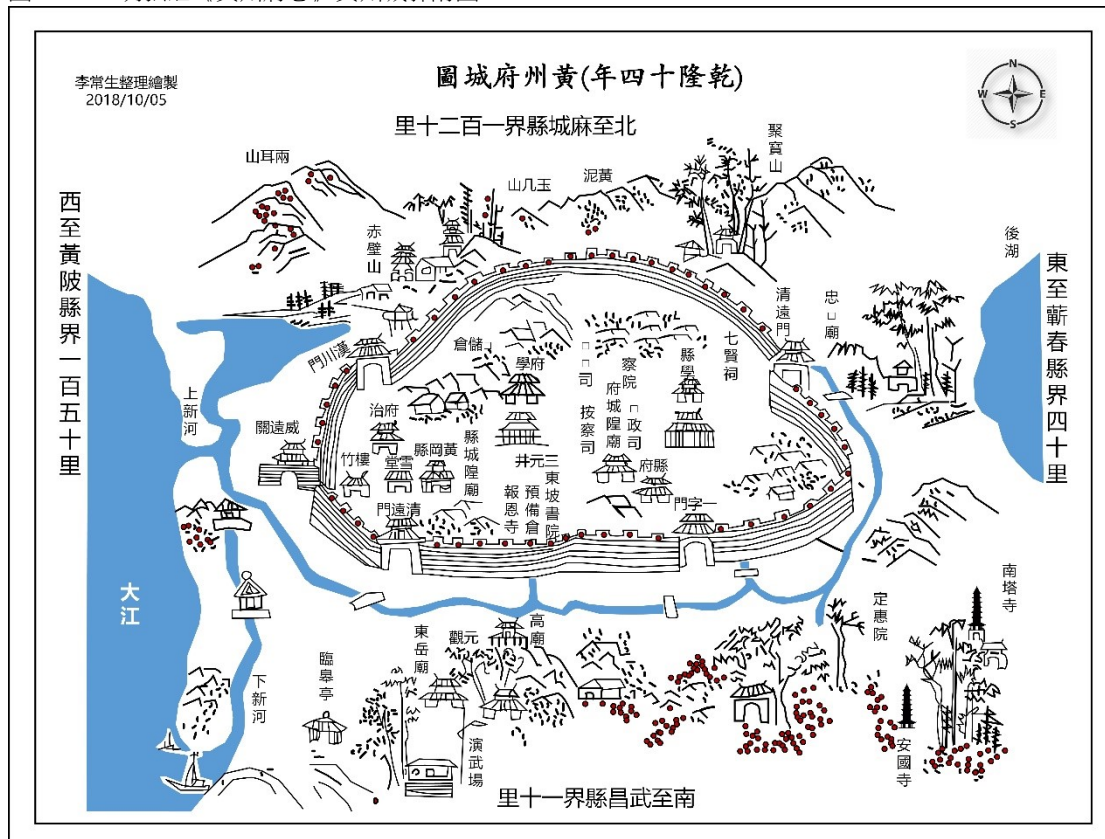 李常生整理繪製
2018/10/05
(乾隆十四年)黃州府城圖
北至麻城縣界一百二十里
N
W
E
S
兩耳山
玉几山
黃泥
聚寶山
赤壁山
西至黃陂縣界一百五十里
東至蘄春縣界四十里
後湖
清遠門
忠□廟
七賢祠
漢川門
儲倉
府學
□□司
按察司
察院
□政司
府城隍廟
縣學
上新河
威遠關
府治
竹樓
雪堂
黃岡縣
縣城隍廟
三元井
東坡書院
預備倉
報恩寺
府縣
清遠門
一字門
大江
下新河
臨皋亭
東岳廟
元觀
高廟
演武場
定惠院
南塔寺
安國寺
南至武昌縣界一十里